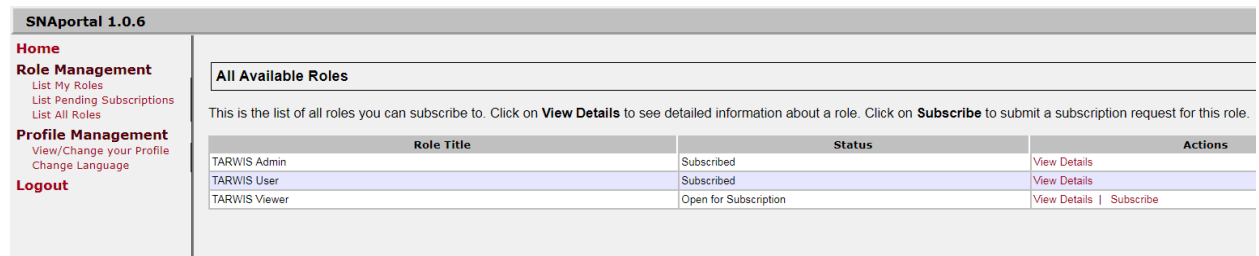 SNAportal 1.0.6
Home
Role Management
List My Roles
List Pending Subscriptions
List All Roles
Profile Management
View/Change your Profile
Change Language
Logout
All Available Roles
This is the list of all roles you can subscribe to. Click on View Details to see detailed information about a role. Click on Subscribe to submit a subscription request for this role.
Role Title Status Actions
TARWIS Admin Subscribed View Details
TARWIS User Subscribed View Details
TARWIS Viewer Open for Subscription View Details | Subscribe